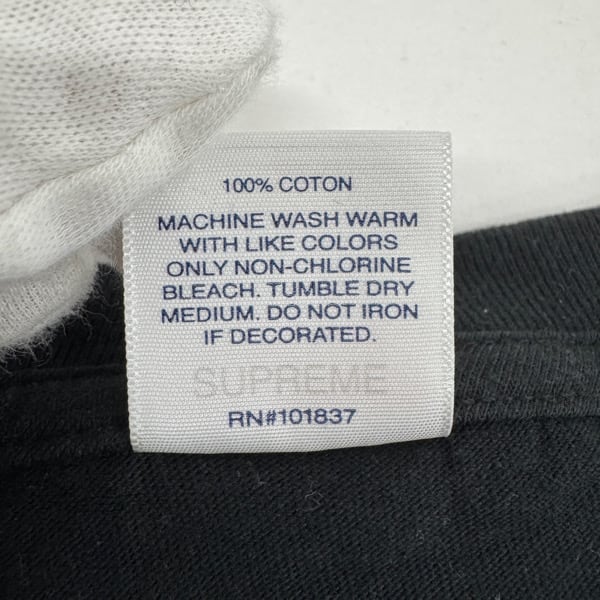 100% COTON
MACHINE WASH WARM
WITH LIKE COLORS
ONLY NON-CHLORINE
BLEACH. TUMBLE DRY
MEDIUM. DO NOT IRON
IF DECORATED.
SUPREME
RN#101837